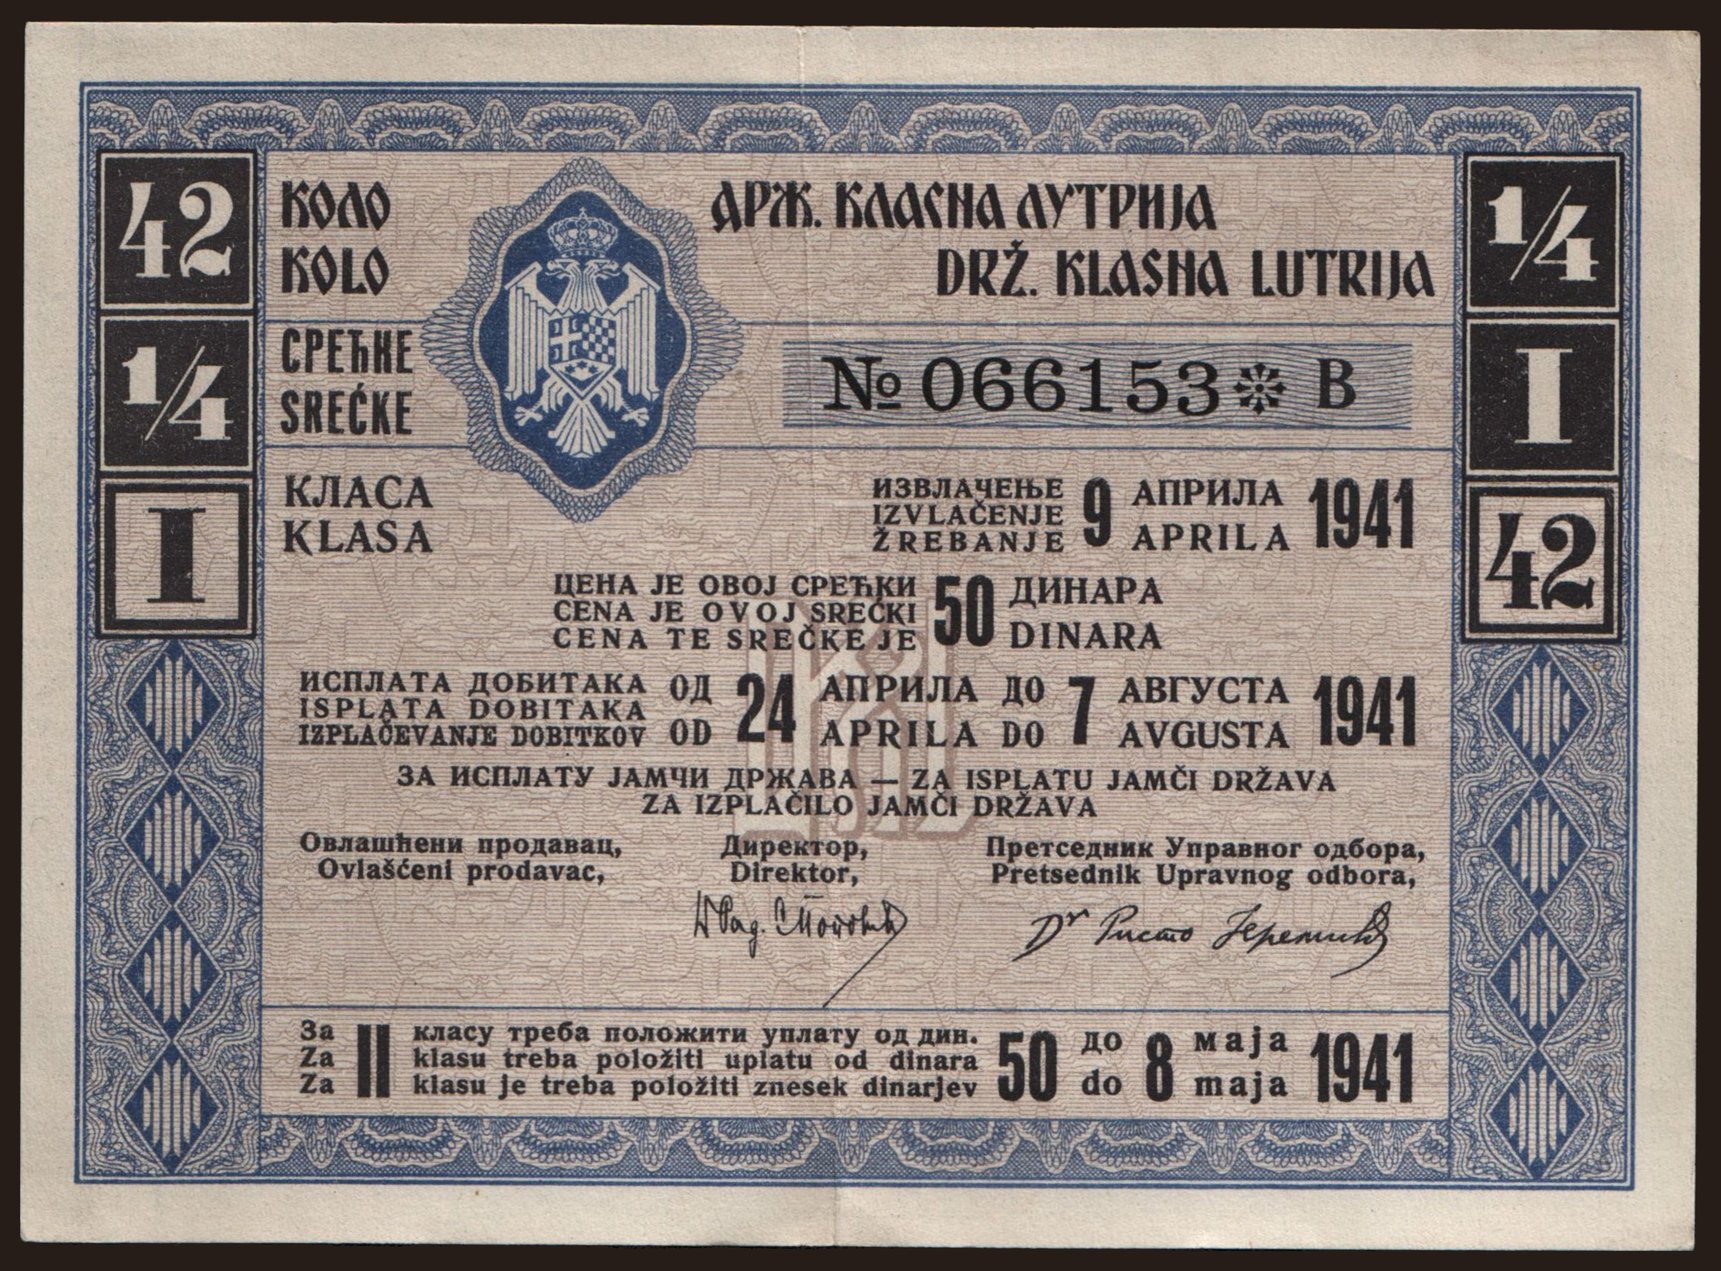 42 КОЛО ДРЖ. КЛАСНА ЛУТРИЈА 1/4
KOLO DRŽ. KLASNA LUTRIJA
1/4 СРЕЋКЕ № 066153 * B I
SREĆKE
I КЛАСА ИЗВЛАЧЕЊЕ 9 АПРИЛА 1941 42
KLASA IZVLAČENJE APRILA
ŽREBANJE
ЦЕНА ЈЕ ОВОЈ СРЕЋКИ 50 ДИНАРА
CENA JE OVOJ SREĆKI DINARA
CENA TE SREČKE JE
ИСПЛАТА ДОБИТАКА ОД 24 АПРИЛА ДО 7 АВГУСТА 1941
ISPLATA DOBITAKA OD APRILA DO AVGUSTA
IZPLAČEVANJE DOBITKOV
ЗА ИСПЛАТУ ЈАМЧИ ДРЖАВА — ZA ISPLATU JAMČI DRŽAVA
ZA IZPLAČILO JAMČI DRŽAVA
Овлашћени продавац, Директор, Претседник Управног одбора,
Ovlašćeni prodavac, Direktor, Pretsednik Upravnog odbora,
Dr Ристо Јеремић
За II класу треба положити уплату од дин. 50 до 8 маја 1941
Za klasu treba položiti uplatu od dinara do maja
Za klasu je treba položiti znesek dinarjev